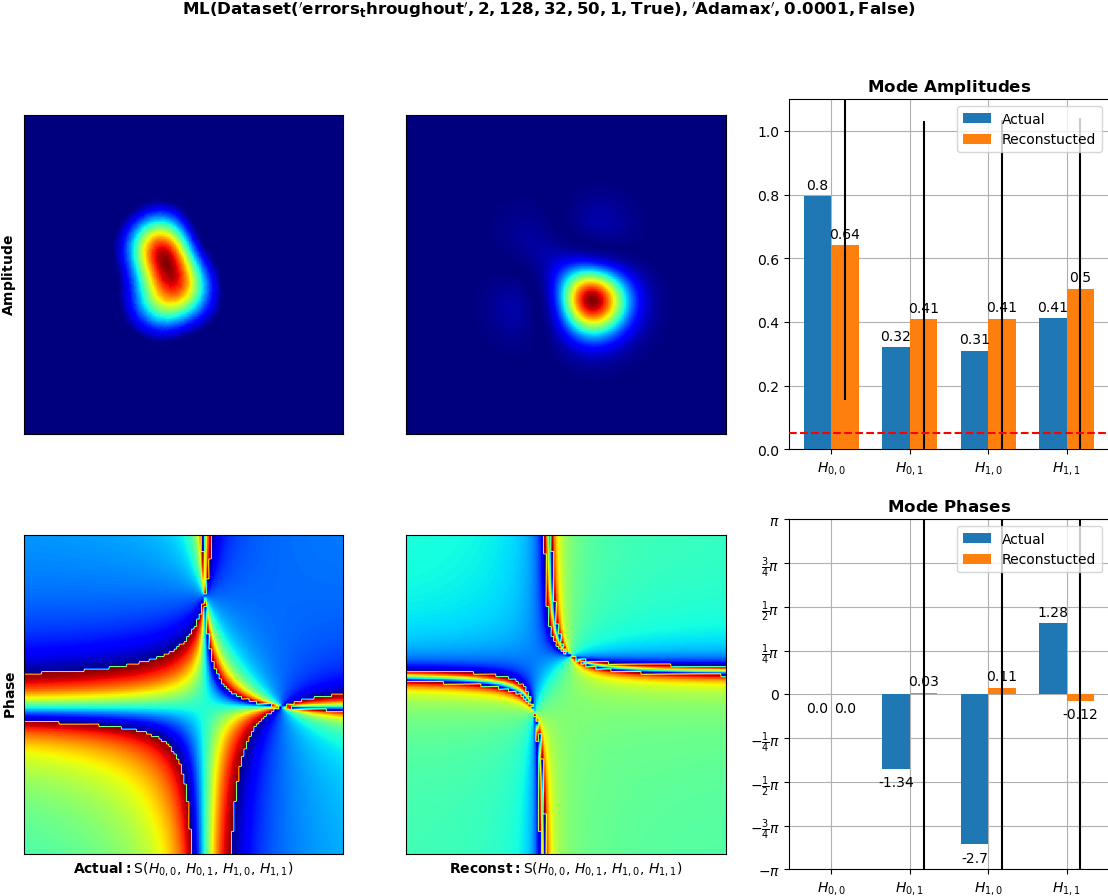 ML(Dataset('errors_throughout', 2, 128, 32, 50, 1, True), 'Adamax', 0.0001, False)
Mode Amplitudes
Actual
Reconstucted
1.0
0.8
0.6
0.4
0.2
0.0
0.8
0.64
0.32
0.41
0.31
0.41
0.41
0.5
H0,0
H0,1
H1,0
H1,1
Amplitude
Mode Phases
Actual
Reconstucted
π
3/4π
1/2π
1/4π
0
−1/4π
−1/2π
−3/4π
−π
0.0
0.0
-1.34
0.03
-2.7
0.11
1.28
-0.12
H0,0
H0,1
H1,0
H1,1
Phase
Actual: S(H0,0, H0,1, H1,0, H1,1)
Reconst: S(H0,0, H0,1, H1,0, H1,1)